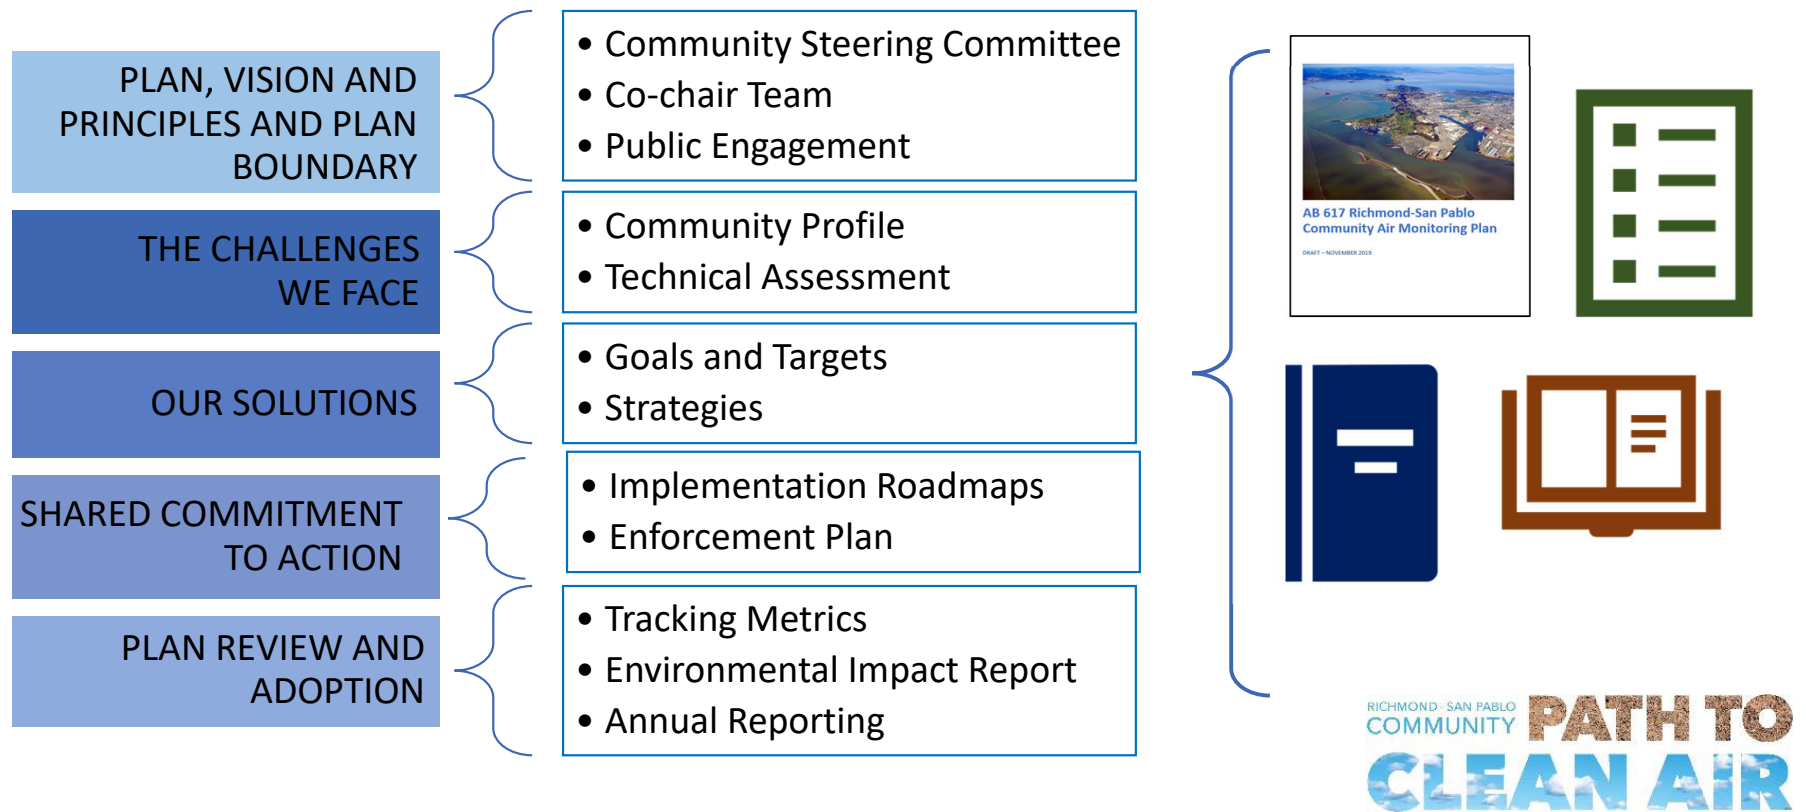 PLAN, VISION AND
PRINCIPLES AND PLAN
BOUNDARY
• Community Steering Committee
• Co-chair Team
• Public Engagement
THE CHALLENGES
WE FACE
• Community Profile
• Technical Assessment
OUR SOLUTIONS
• Goals and Targets
• Strategies
SHARED COMMITMENT
TO ACTION
• Implementation Roadmaps
• Enforcement Plan
PLAN REVIEW AND
ADOPTION
• Tracking Metrics
• Environmental Impact Report
• Annual Reporting
AB 617 Richmond-San Pablo
Community Air Monitoring Plan
DRAFT – NOVEMBER 2019
RICHMOND - SAN PABLO
COMMUNITY PATH TO
CLEAN AIR